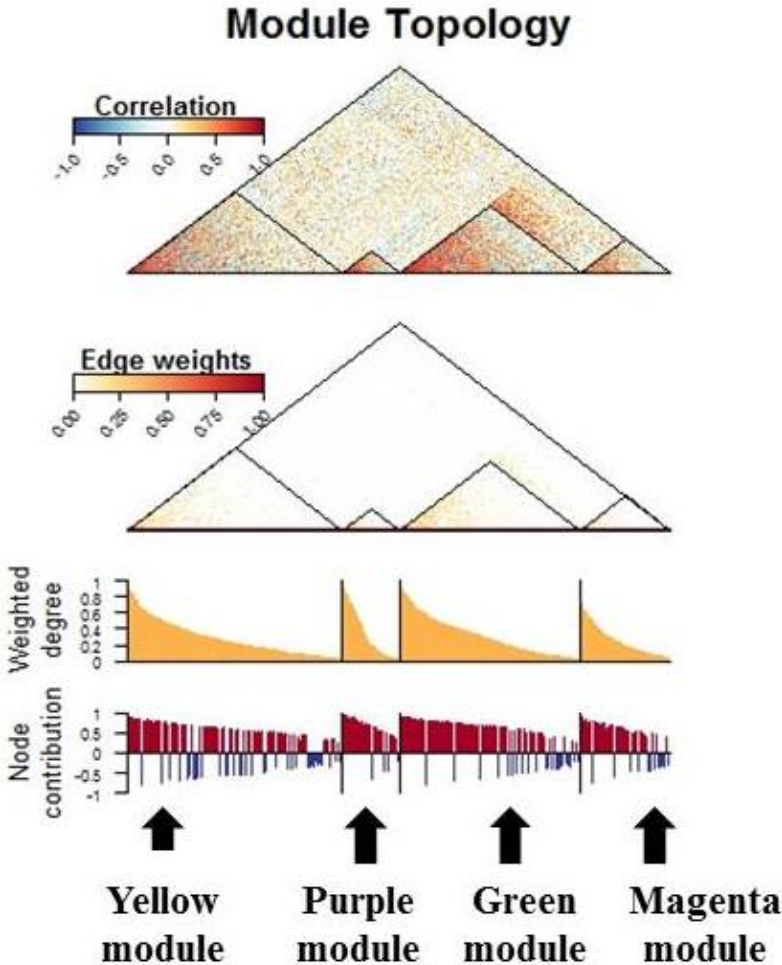 Module Topology
Correlation
-1.0 -0.5 0.0 0.5 1.0
Edge weights
0.00 0.25 0.50 0.75 1.00
Weighted
degree
1
0.8
0.6
0.4
0.2
0
Node
contribution
1
0.5
0
-0.5
-1
Yellow Purple Green Magenta
module module module module